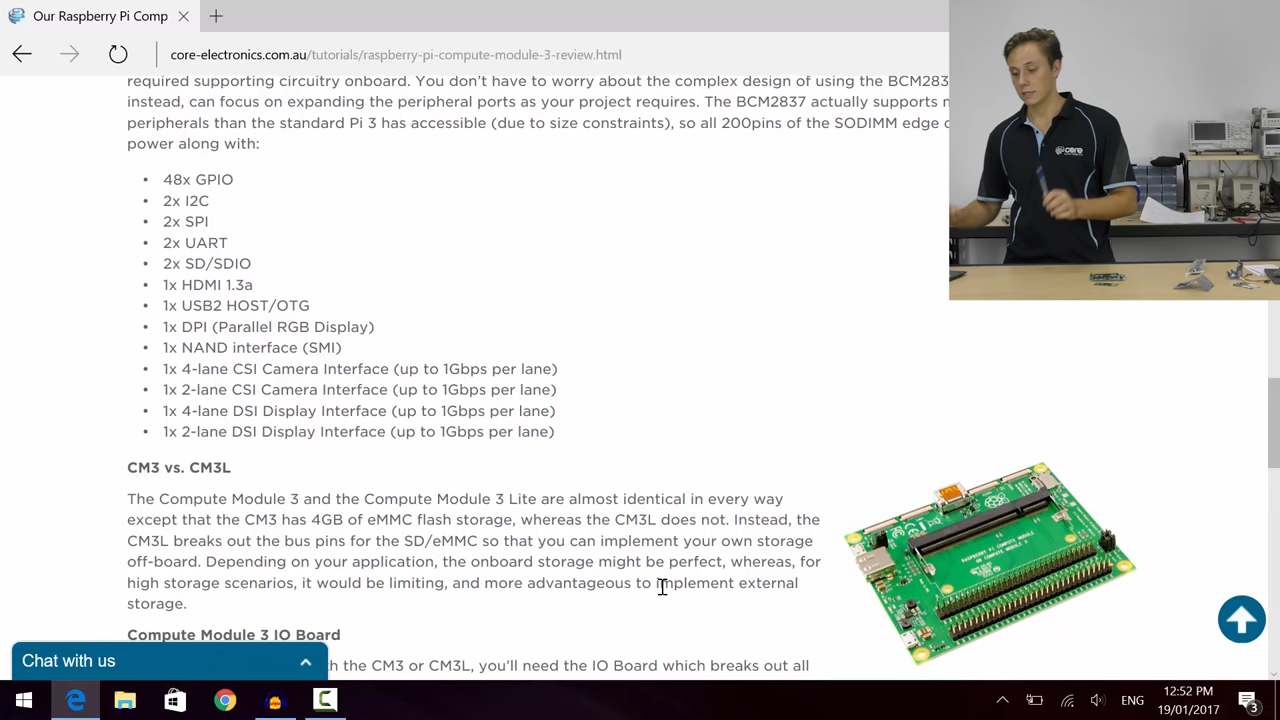 Our Raspberry Pi Comp
core-electronics.com.au/tutorials/raspberry-pi-compute-module-3-review.html
required supporting circuitry onboard. You don't have to worry about the complex design of using the BCM283
instead, can focus on expanding the peripheral ports as your project requires. The BCM2837 actually supports m
peripherals than the standard Pi 3 has accessible (due to size constraints), so all 200pins of the SODIMM edge c
power along with:
• 48x GPIO
• 2x I2C
• 2x SPI
• 2x UART
• 2x SD/SDIO
• 1x HDMI 1.3a
• 1x USB2 HOST/OTG
• 1x DPI (Parallel RGB Display)
• 1x NAND interface (SMI)
• 1x 4-lane CSI Camera Interface (up to 1Gbps per lane)
• 1x 2-lane CSI Camera Interface (up to 1Gbps per lane)
• 1x 4-lane DSI Display Interface (up to 1Gbps per lane)
• 1x 2-lane DSI Display Interface (up to 1Gbps per lane)
CM3 vs. CM3L
The Compute Module 3 and the Compute Module 3 Lite are almost identical in every way
except that the CM3 has 4GB of eMMC flash storage, whereas the CM3L does not. Instead, the
CM3L breaks out the bus pins for the SD/eMMC so that you can implement your own storage
off-board. Depending on your application, the onboard storage might be perfect, whereas, for
high storage scenarios, it would be limiting, and more advantageous to implement external
storage.
Compute Module 3 IO Board
th the CM3 or CM3L, you'll need the IO Board which breaks out all
Chat with us
core
RASPBERRY PI COMPUTE MODULE
ENG
12:52 PM
19/01/2017
3